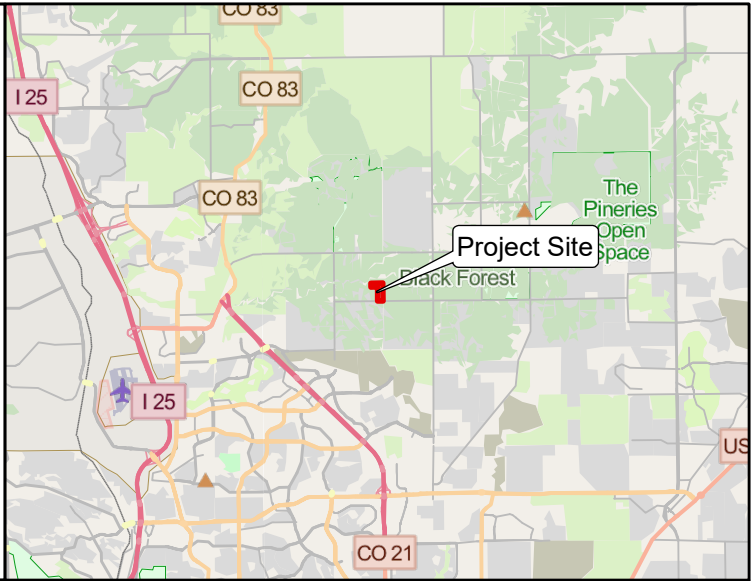 CO 83
CO 83
I 25
CO 83
The
Pineries
Open
Space
Project Site
Black Forest
I 25
US
CO 21